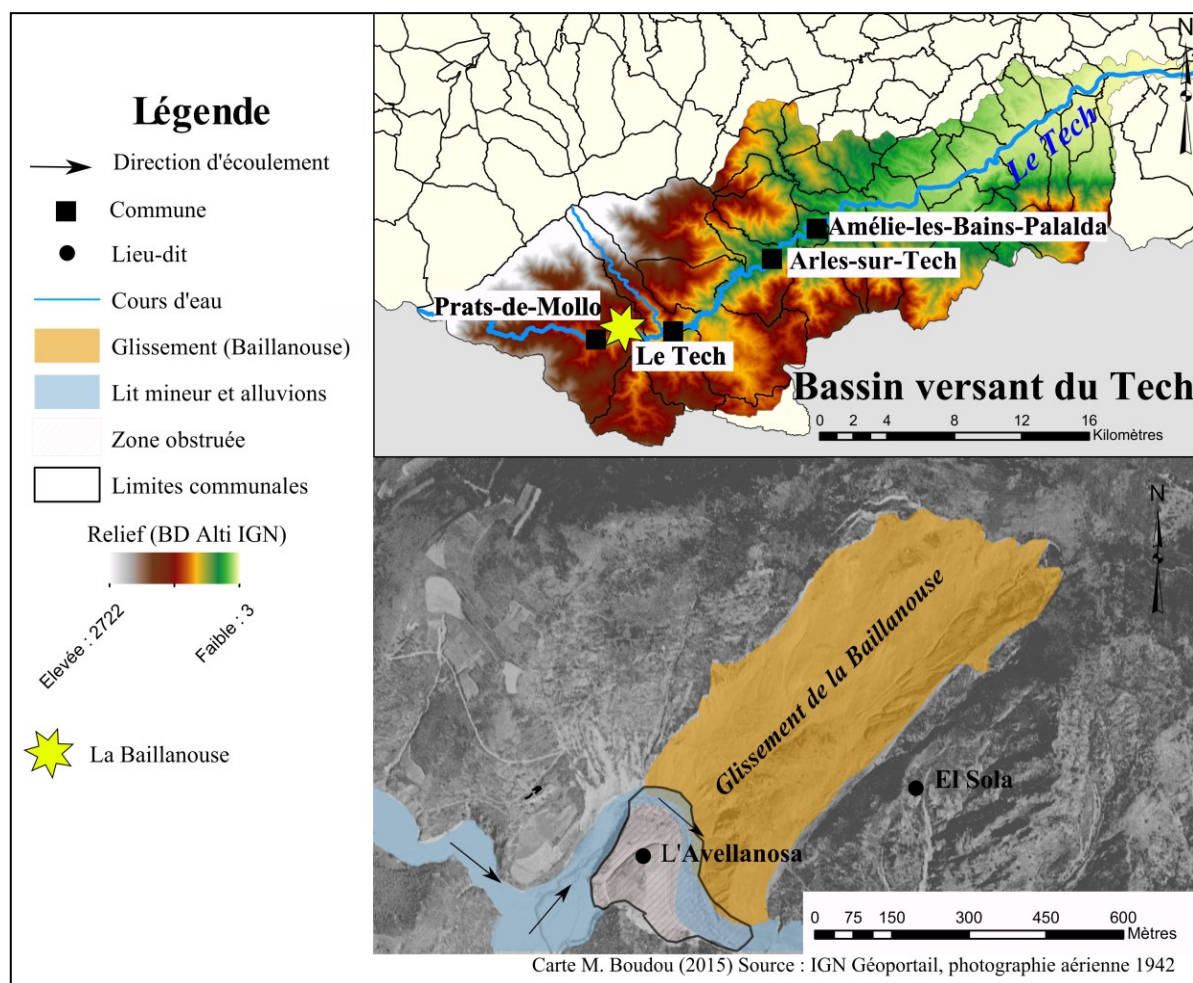 Légende
Direction d'écoulement
Commune
Lieu-dit
Cours d'eau
Glissement (Baillanouse)
Lit mineur et alluvions
Zone obstruée
Limites communales
Relief (BD Alti IGN)
Elevée : 2722
Faible : 3
La Baillanouse
N
Le Tech
Amélie-les-Bains-Palalda
Arles-sur-Tech
Prats-de-Mollo
Le Tech
Bassin versant du Tech
0 2 4 8 12 16
Kilomètres
N
Glissement de la Baillanouse
El Sola
L'Avellanosa
0 75 150 300 450 600
Mètres
Carte M. Boudou (2015) Source : IGN Géoportail, photographie aérienne 1942